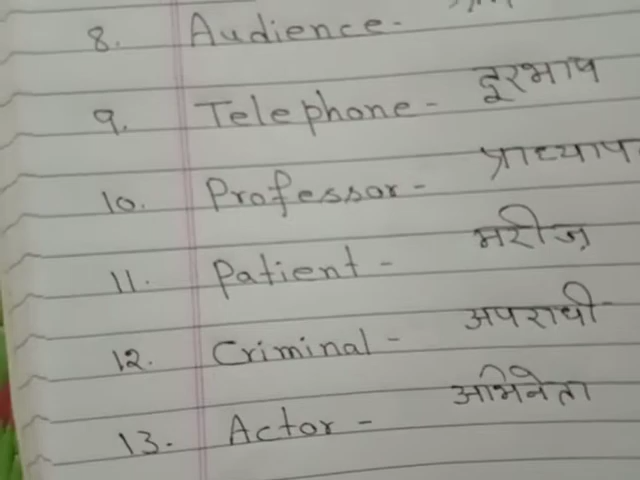 8. Audience-
9. Telephone- दूरभाष
10. Professor-
11. Patient- मरीज़
12. Criminal- अपराधी
13. Actor- अभिनेता